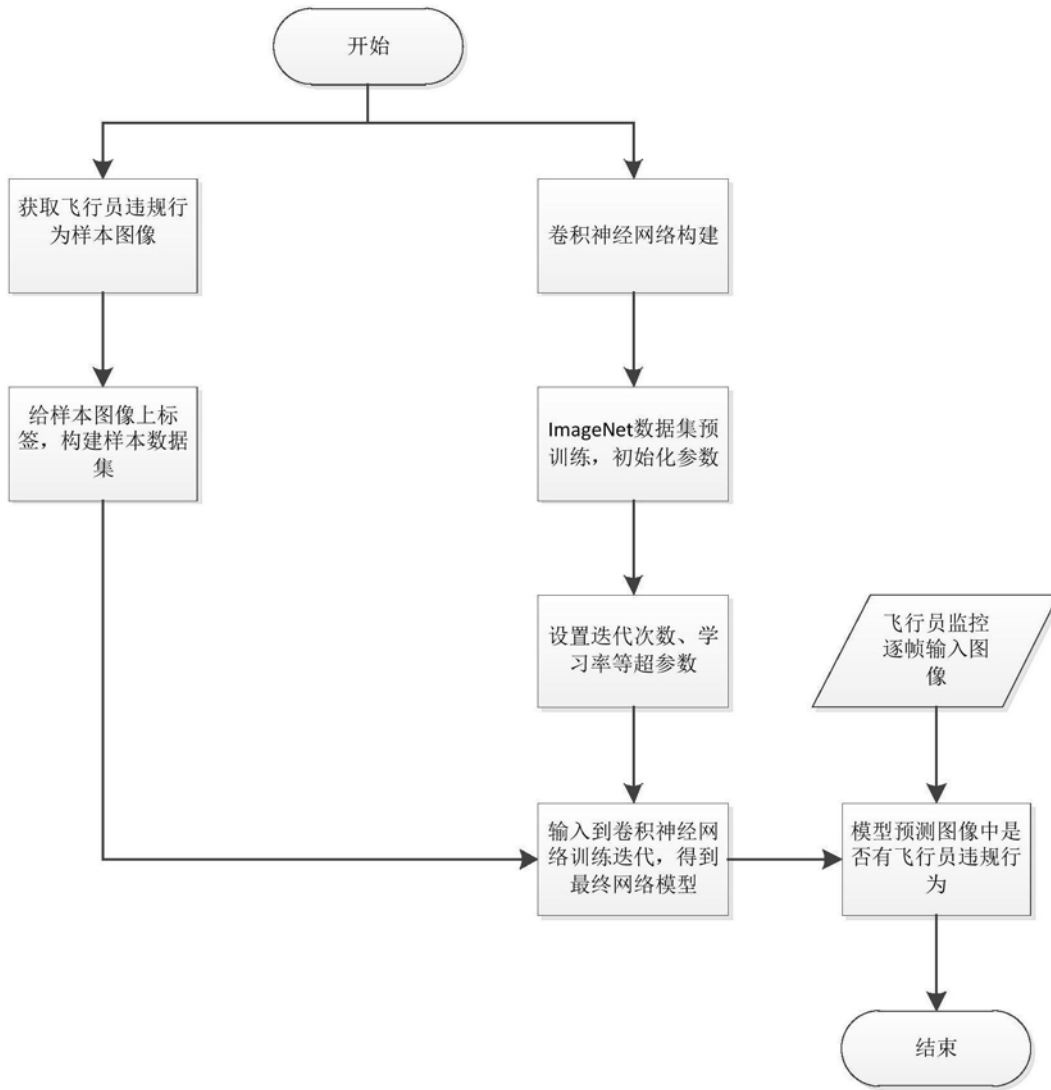 开始
获取飞行员违规行
为样本图像
卷积神经网络构建
给样本图像上标
签，构建样本数据
集
ImageNet数据集预
训练，初始化参数
设置迭代次数、学
习率等超参数
飞行员监控
逐帧输入图
像
输入到卷积神经网
络训练迭代，得到
最终网络模型
模型预测图像中是
否有飞行员违规行
为
结束